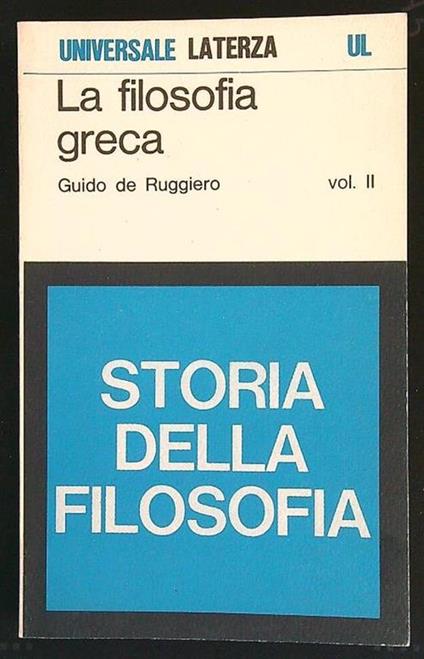 UNIVERSALE LATERZA UL
La filosofia
greca
Guido de Ruggiero vol. II
STORIA
DELLA
FILOSOFIA